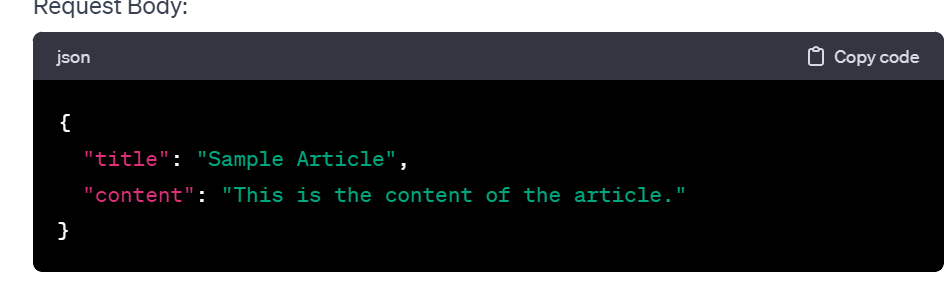 Request Body:
json Copy code
{
"title": "Sample Article",
"content": "This is the content of the article."
}